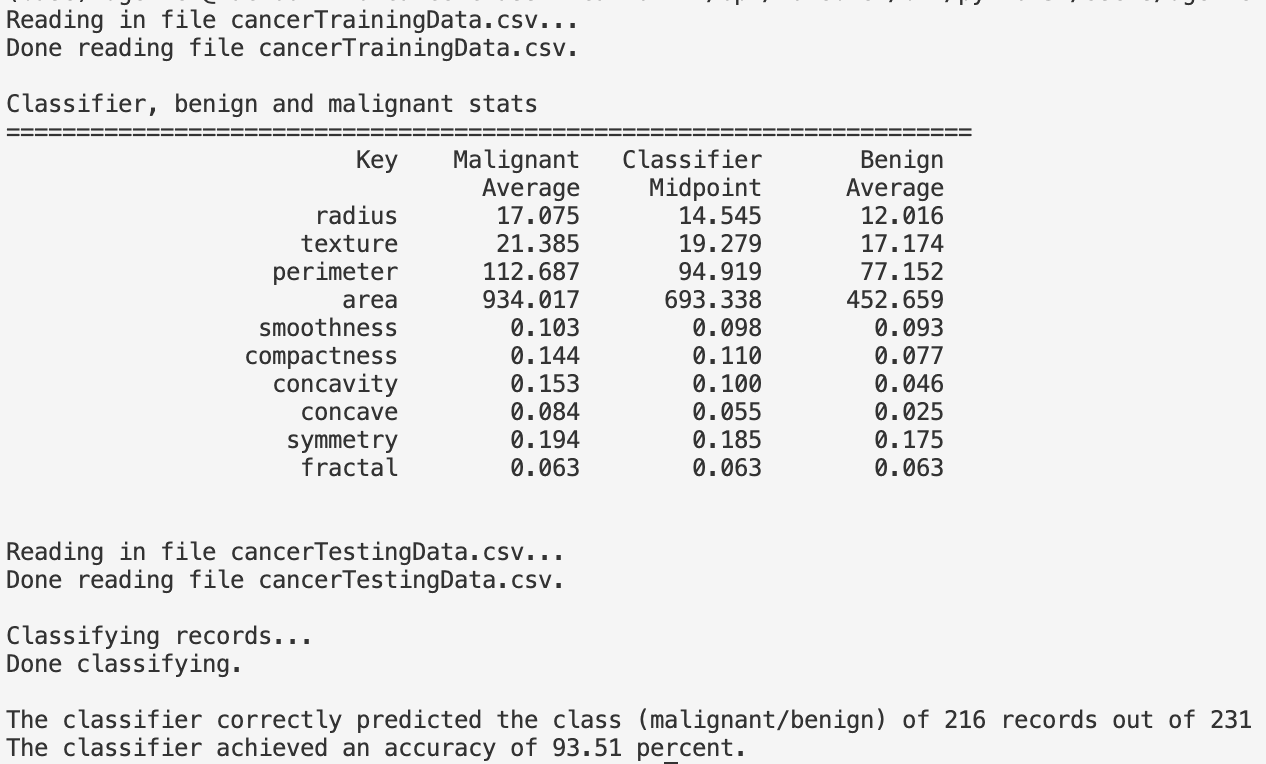 Reading in file cancerTrainingData.csv...
Done reading file cancerTrainingData.csv.
Classifier, benign and malignant stats
=====================================================================
Key Malignant Classifier Benign
Average Midpoint Average
radius 17.075 14.545 12.016
texture 21.385 19.279 17.174
perimeter 112.687 94.919 77.152
area 934.017 693.338 452.659
smoothness 0.103 0.098 0.093
compactness 0.144 0.110 0.077
concavity 0.153 0.100 0.046
concave 0.084 0.055 0.025
symmetry 0.194 0.185 0.175
fractal 0.063 0.063 0.063
Reading in file cancerTestingData.csv...
Done reading file cancerTestingData.csv.
Classifying records...
Done classifying.
The classifier correctly predicted the class (malignant/benign) of 216 records out of 231
The classifier achieved an accuracy of 93.51 percent.